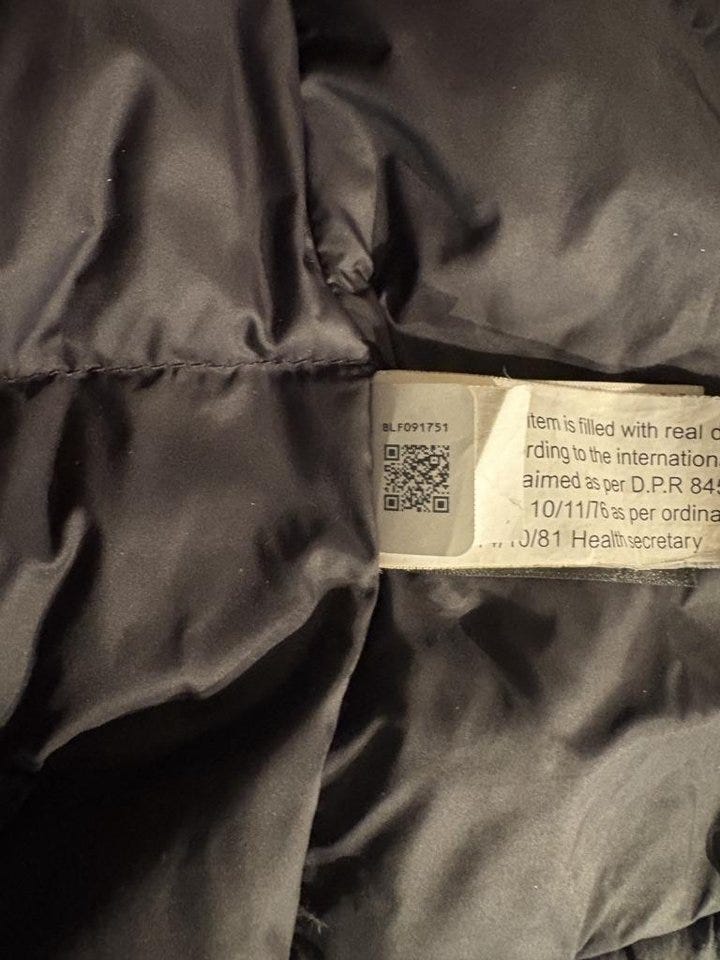 BLF091751
item is filled with real
rding to the internation
aimed as per D.P.R 845
10/11/76 as per ordina
/10/81 Health secretary